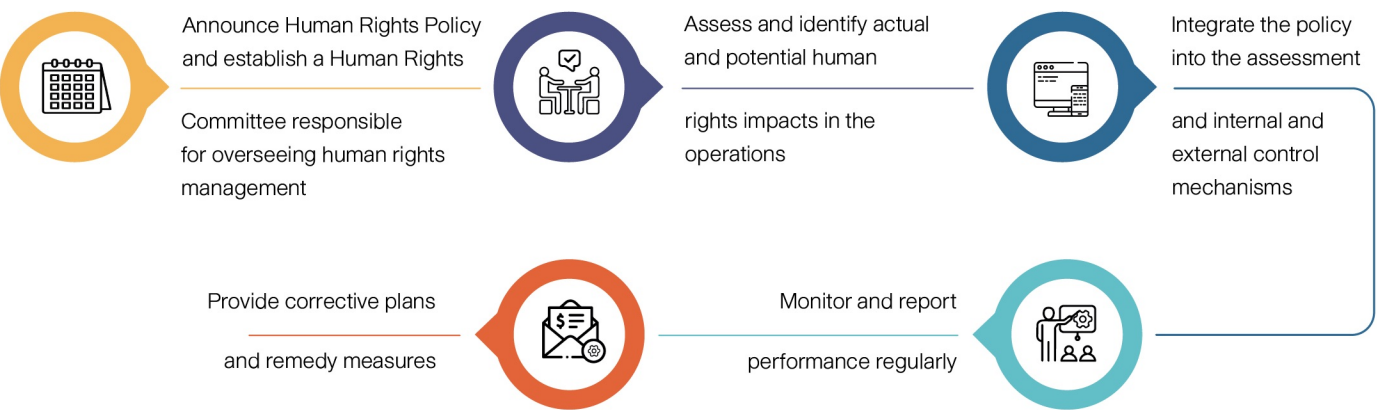 Announce Human Rights Policy
and establish a Human Rights
Committee responsible
for overseeing human rights
management
Assess and identify actual
and potential human
rights impacts in the
operations
Integrate the policy
into the assessment
and internal and
external control
mechanisms
Monitor and report
performance regularly
Provide corrective plans
and remedy measures
$